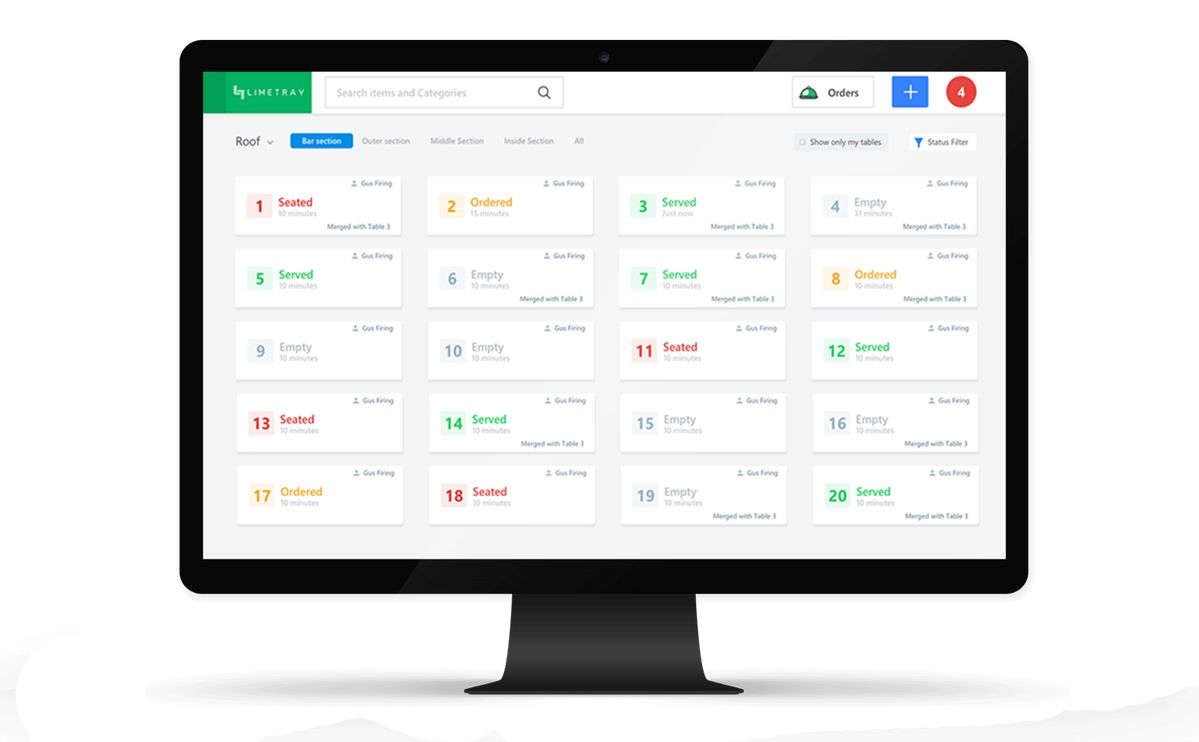 LIMETRAY
Search items and Categories
Orders
4
Roof
Bar section
Outer section
Middle Section
Inside Section
All
Show only my tables
Status Filter
Gus Firing
1
Seated
10 minutes
Merged with Table 3
Gus Firing
2
Ordered
15 minutes
Gus Firing
3
Served
Just now
Merged with Table 3
Gus Firing
4
Empty
31 minutes
Merged with Table 3
Gus Firing
5
Served
10 minutes
Gus Firing
6
Empty
10 minutes
Merged with Table 3
Gus Firing
7
Served
10 minutes
Merged with Table 3
Gus Firing
8
Ordered
10 minutes
Merged with Table 3
Gus Firing
9
Empty
10 minutes
Gus Firing
10
Empty
10 minutes
Gus Firing
11
Seated
10 minutes
Gus Firing
12
Served
10 minutes
Gus Firing
13
Seated
10 minutes
Gus Firing
14
Served
10 minutes
Merged with Table 3
Gus Firing
15
Empty
10 minutes
Gus Firing
16
Empty
10 minutes
Merged with Table 3
Gus Firing
17
Ordered
10 minutes
Gus Firing
18
Seated
10 minutes
Gus Firing
19
Empty
10 minutes
Merged with Table 3
Gus Firing
20
Served
10 minutes
Merged with Table 3